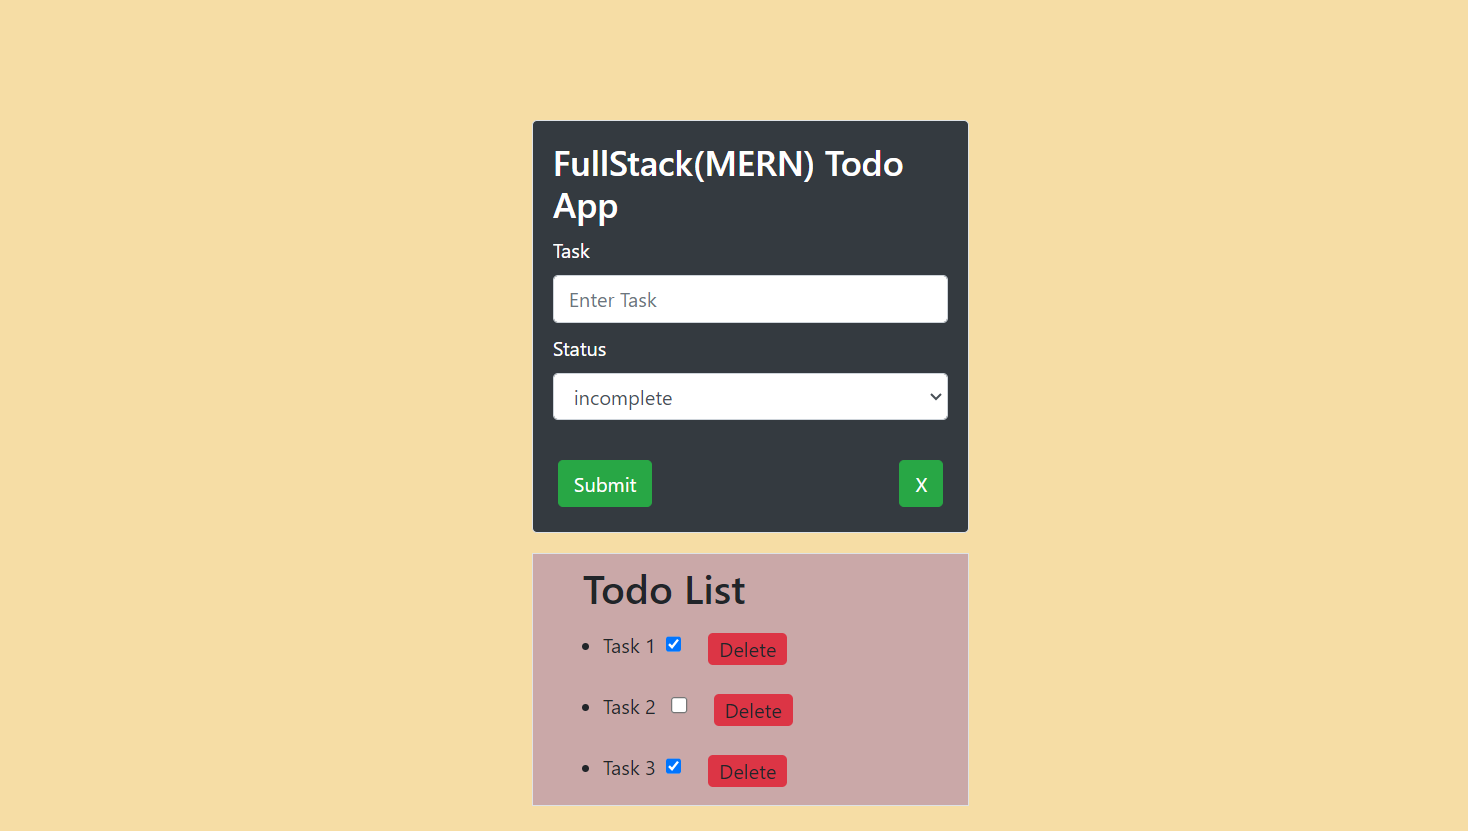 FullStack(MERN) Todo
App
Task
Enter Task
Status
incomplete
Submit X
Todo List
Task 1 Delete
Task 2 Delete
Task 3 Delete